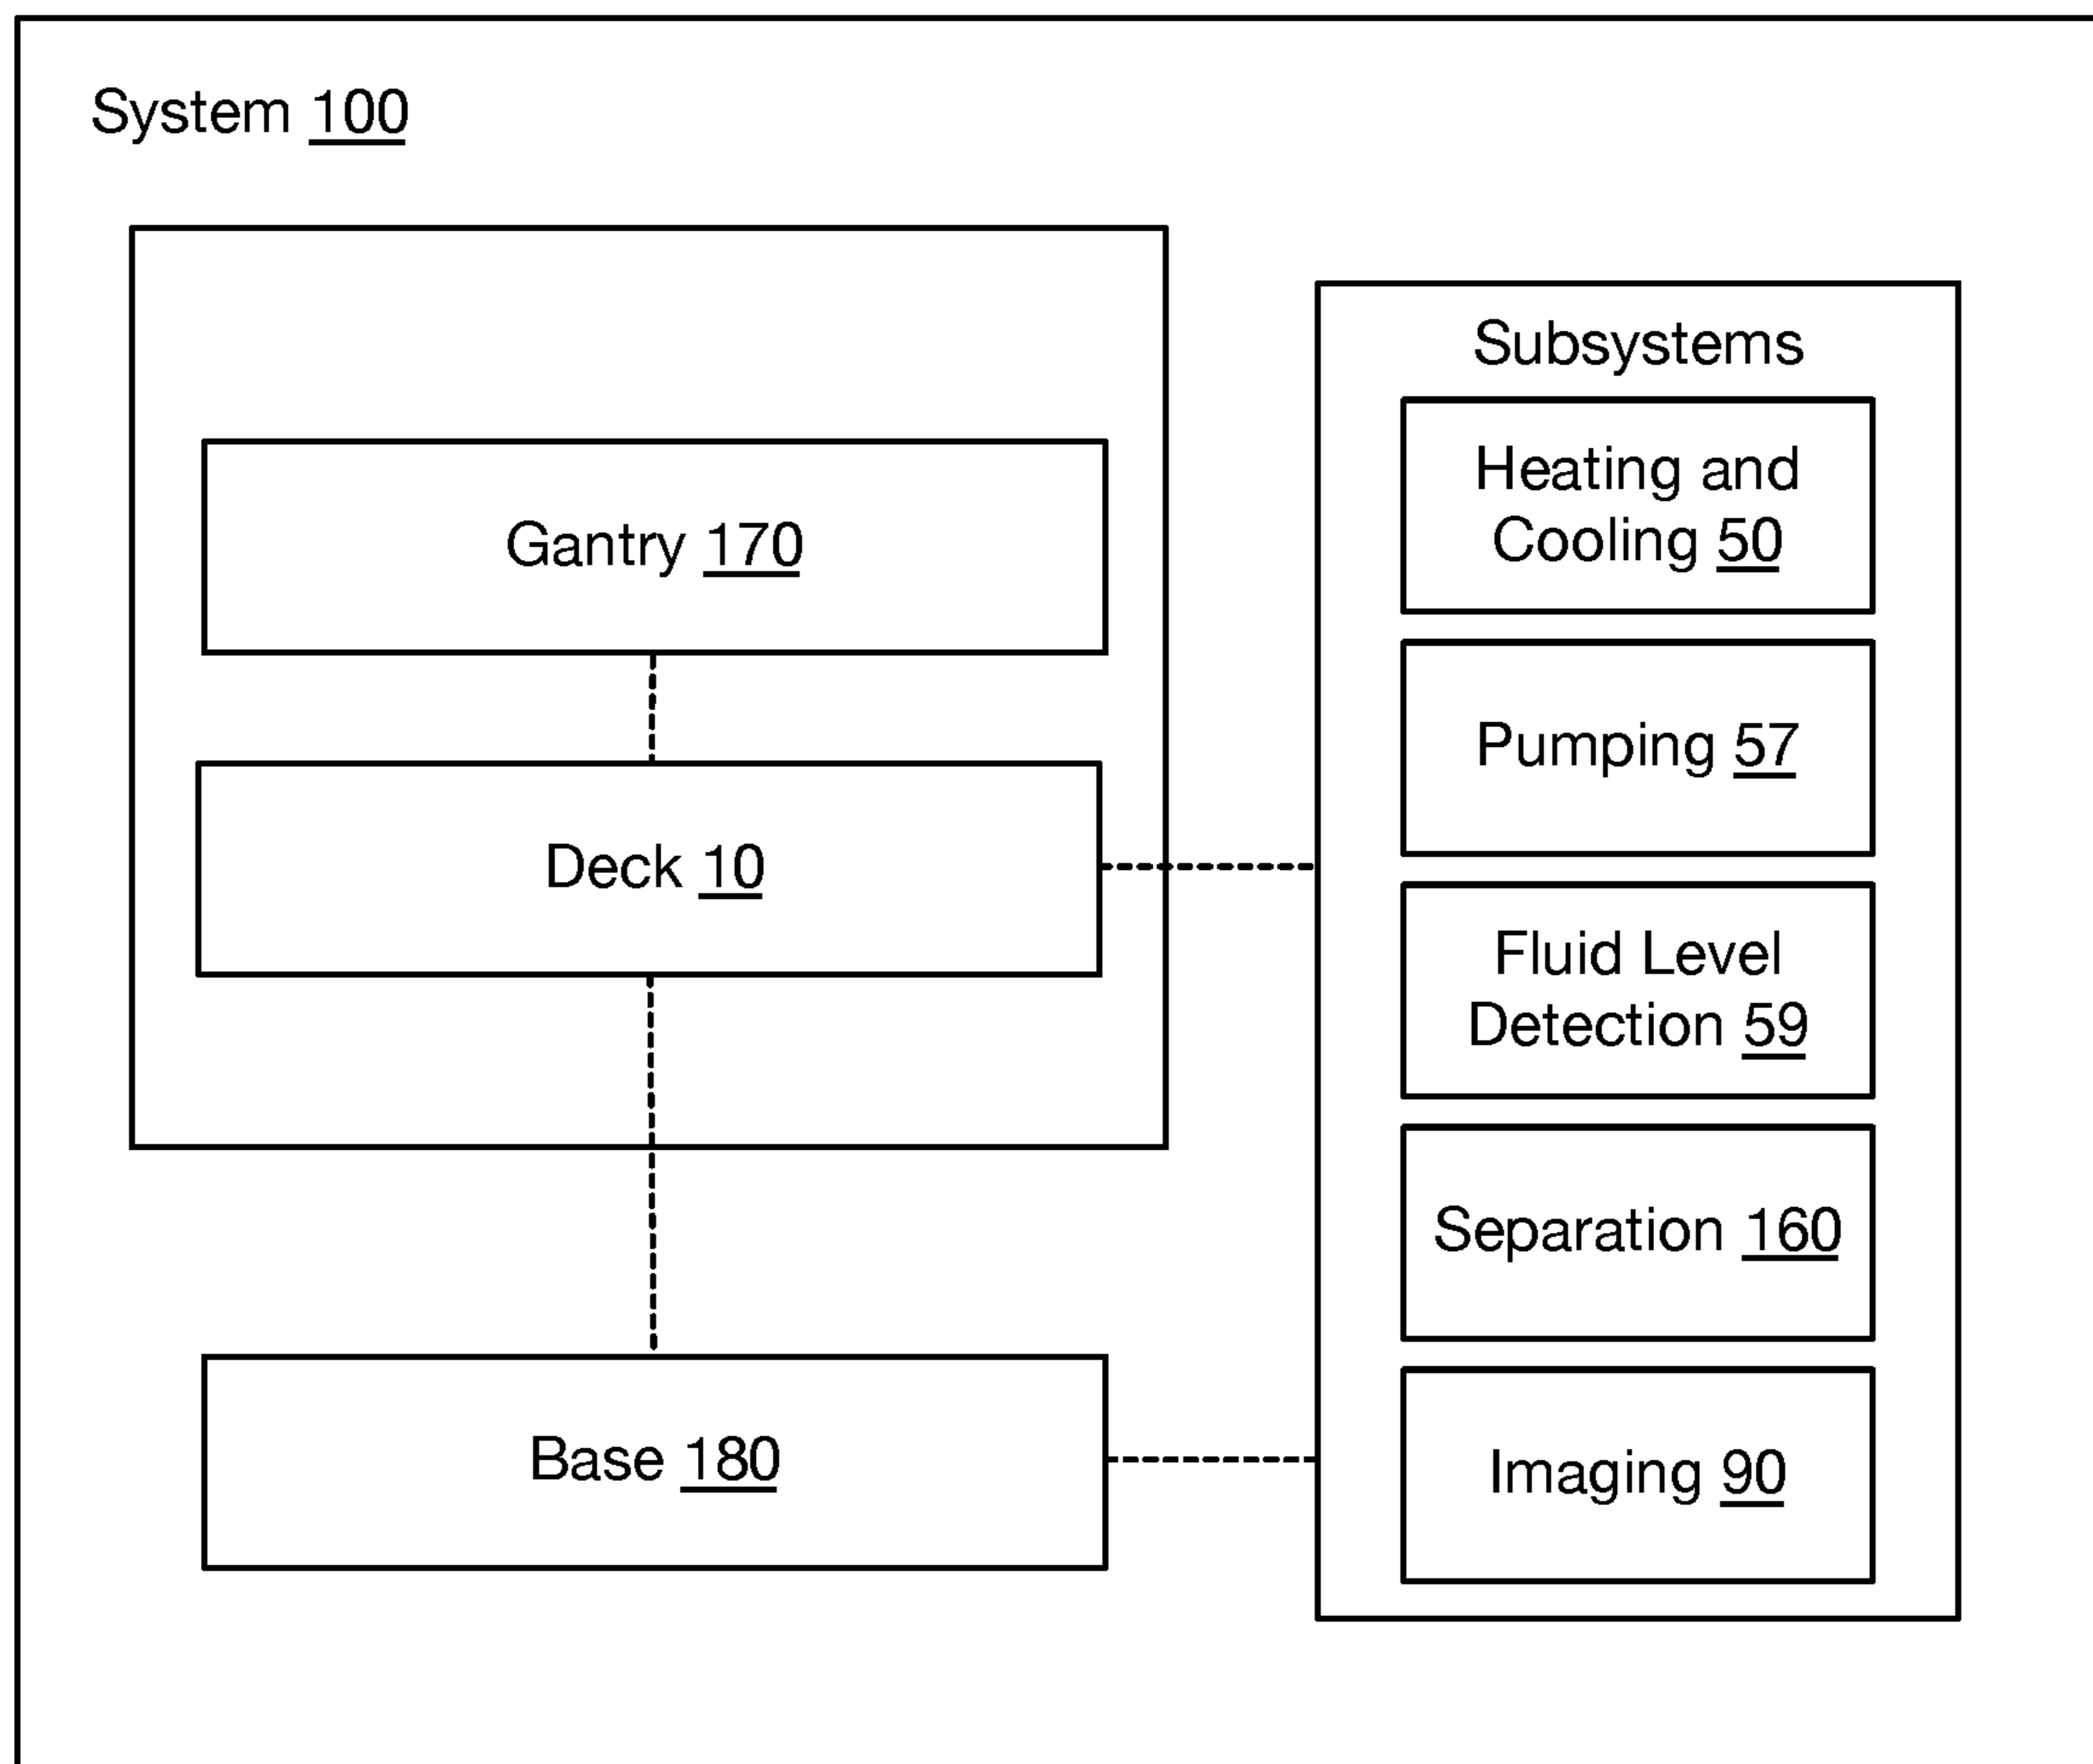 System 100
Gantry 170
Deck 10
Base 180
Subsystems
Heating and
Cooling 50
Pumping 57
Fluid Level
Detection 59
Separation 160
Imaging 90